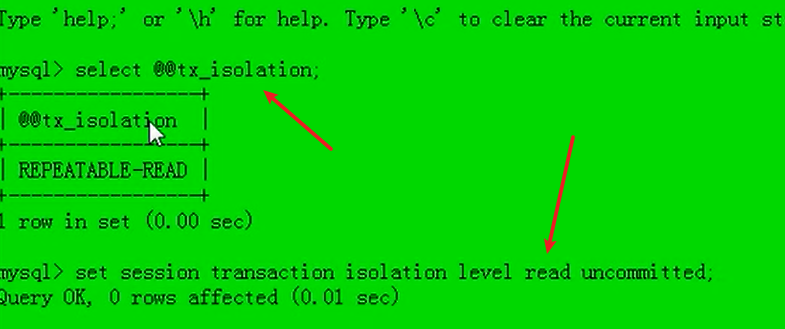 Type 'help;' or '\h' for help. Type '\c' to clear the current input st
mysql> select @@tx_isolation;
+-----------------+
| @@tx_isolation |
+-----------------+
| REPEATABLE-READ |
+-----------------+
1 row in set (0.00 sec)
mysql> set session transaction isolation level read uncommitted;
Query OK, 0 rows affected (0.01 sec)